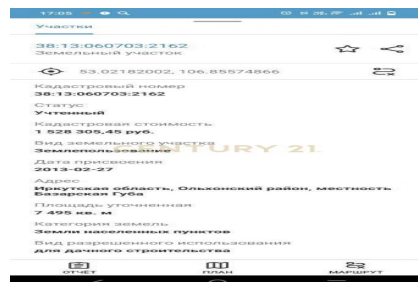 17:05
Участки
38:13:060703:2162
Земельный участок
53.02182002, 106.85574866
Кадастровый номер
38:13:060703:2162
Статус
Учтенный
Кадастровая стоимость
1 528 305,45 руб.
Вид земельного участка
Землепользование
CENTURY 21.
Дата присвоения
2013-02-27
Адрес
Иркутская область, Ольхонский район, местность
Базарская Губа
Площадь уточненная
7 495 кв. м
Категория земель
Земли населенных пунктов
Вид разрешенного использования
для дачного строительства
ОТЧЁТ ПЛАН МАРШРУТ